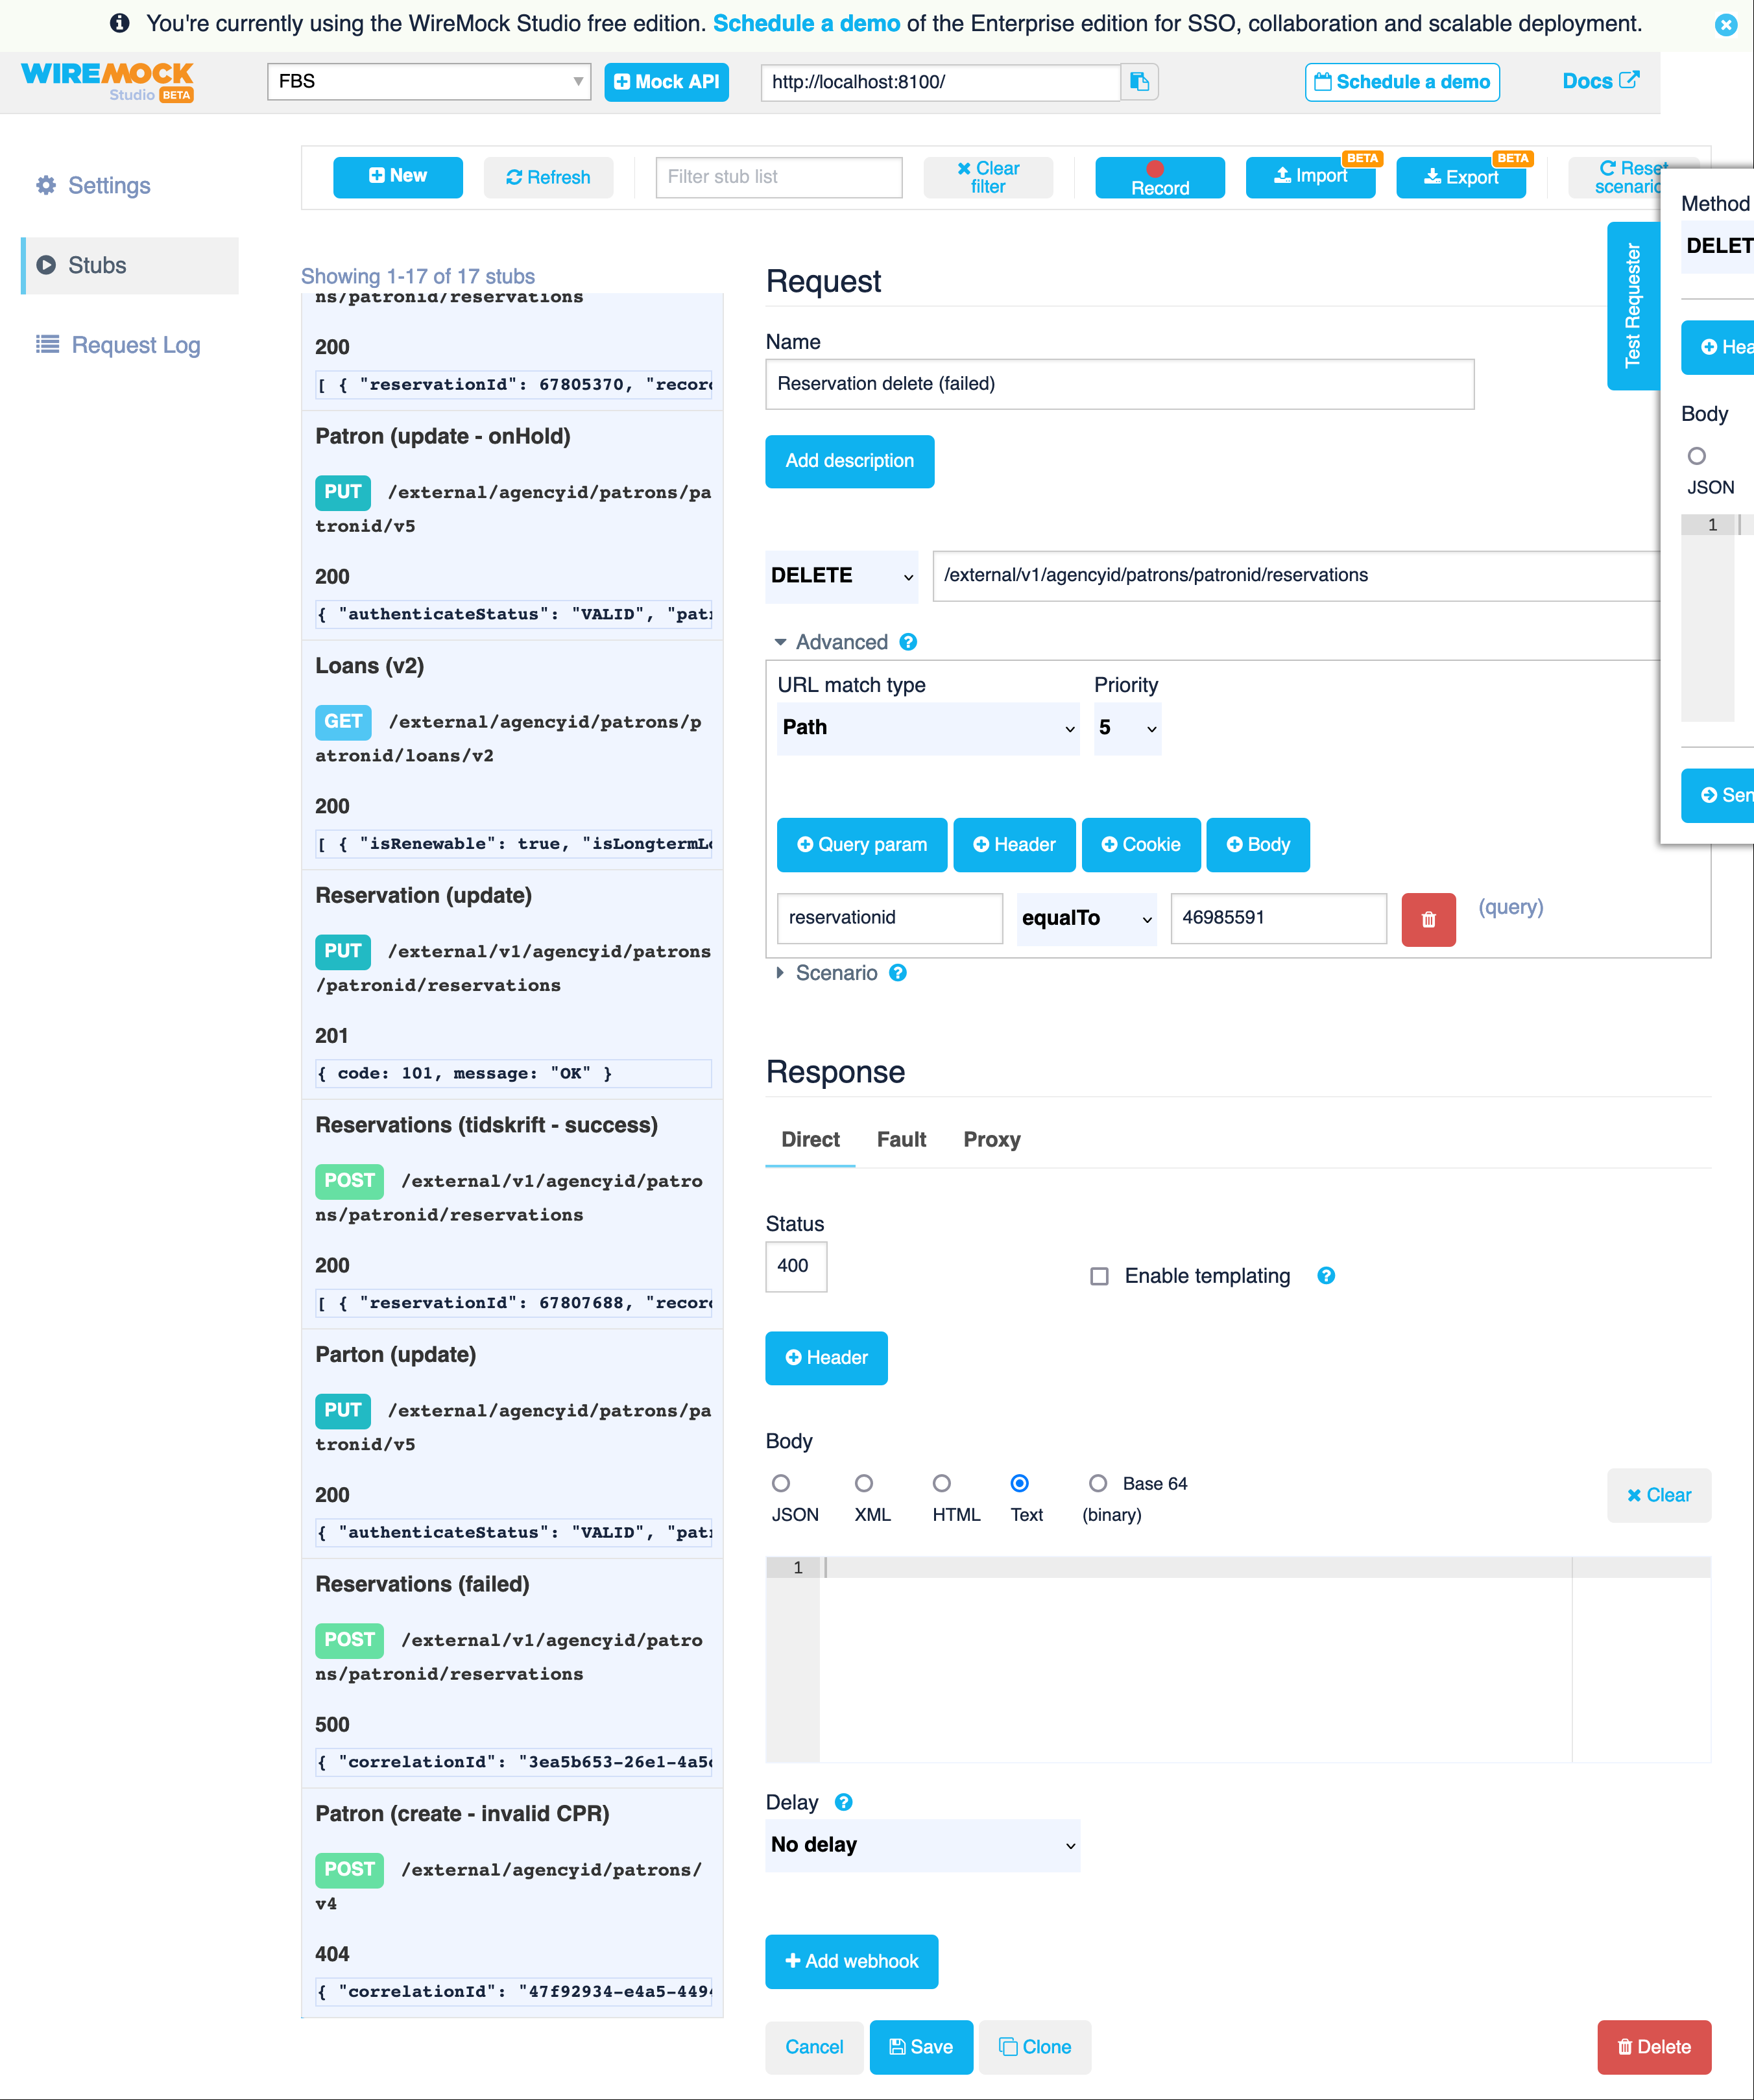 You're currently using the WireMock Studio free edition. Schedule a demo of the Enterprise edition for SSO, collaboration and scalable deployment.
WIREMOCK
Studio BETA
FBS
Mock API
http://localhost:8100/
Schedule a demo
Docs
Settings
Stubs
Request Log
New
Refresh
Filter stub list
Clear filter
Record
Import
BETA
Export
BETA
Reset
scenario
Showing 1-17 of 17 stubs
ns/patronid/reservations
200
[ { "reservationId": 67805370, "recor
Patron (update - onHold)
PUT /external/agencyid/patrons/pa
tronid/v5
200
{ "authenticateStatus": "VALID", "pat
Loans (v2)
GET /external/agencyid/patrons/p
atronid/loans/v2
200
[ { "isRenewable": true, "isLongtermL
Reservation (update)
PUT /external/v1/agencyid/patrons
/patronid/reservations
201
{ code: 101, message: "OK" }
Reservations (tidskrift - success)
POST /external/v1/agencyid/patro
ns/patronid/reservations
200
[ { "reservationId": 67807688, "recor
Parton (update)
PUT /external/agencyid/patrons/pa
tronid/v5
200
{ "authenticateStatus": "VALID", "pat
Reservations (failed)
POST /external/v1/agencyid/patro
ns/patronid/reservations
500
{ "correlationId": "3ea5b653-26e1-4a5
Patron (create - invalid CPR)
POST /external/agencyid/patrons/
v4
404
{ "correlationId": "47f92934-e4a5-449
Request
Name
Reservation delete (failed)
Add description
DELETE
/external/v1/agencyid/patrons/patronid/reservations
Advanced ?
URL match type
Priority
Path
5
Query param
Header
Cookie
Body
reservationid
equalTo
46985591
(query)
Scenario ?
Response
Direct
Fault
Proxy
Status
400
Enable templating ?
Header
Body
JSON
XML
HTML
Text
Base 64
(binary)
Clear
1
Delay ?
No delay
Add webhook
Cancel
Save
Clone
Delete
Test Requester
Method
DELET
Hea
Body
JSON
1
Sen